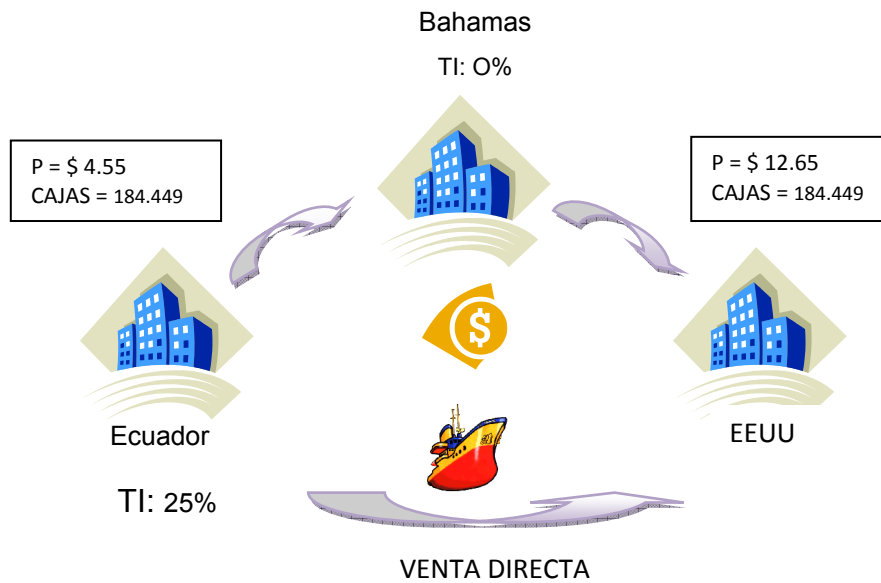 Bahamas
TI: O%
P = $ 4.55
CAJAS = 184.449
P = $ 12.65
CAJAS = 184.449
$
Ecuador
EEUU
TI: 25%
VENTA DIRECTA